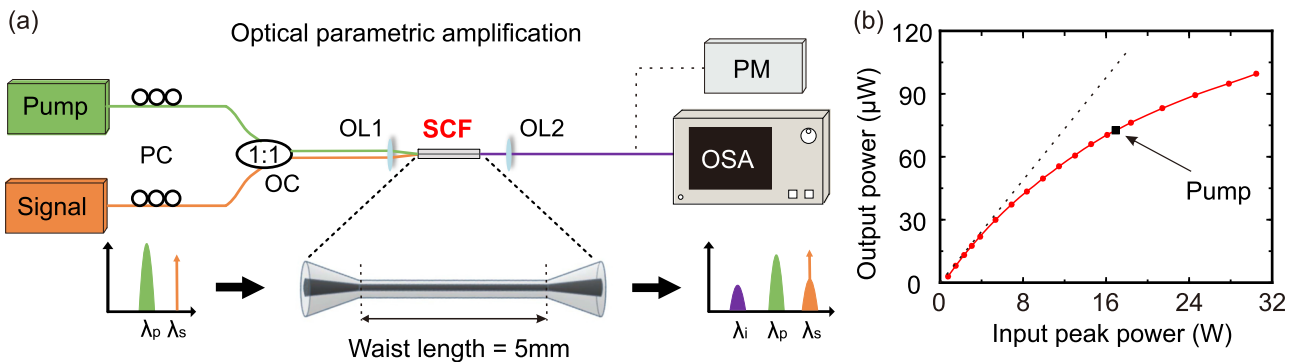 (a)
Optical parametric amplification
Pump
PC
Signal
1:1
OC
OL1
SCF
OL2
PM
OSA
λp λs
Waist length = 5mm
λi λp λs
(b)
Output power (μW)
120
90
60
30
0
Pump
0 8 16 24 32
Input peak power (W)